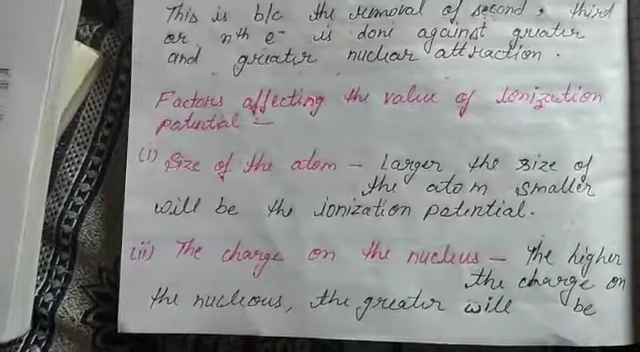 This is b/c the removal of second, third
or nth e- is done against greater
and greater nuclear attraction.
Factors affecting the value of Ionization
potential -
(i) Size of the atom - Larger the size of
the atom smaller
will be the ionization potential.
(ii) The charge on the nucleus - The higher
the charge on
the nucleous, the greater will be